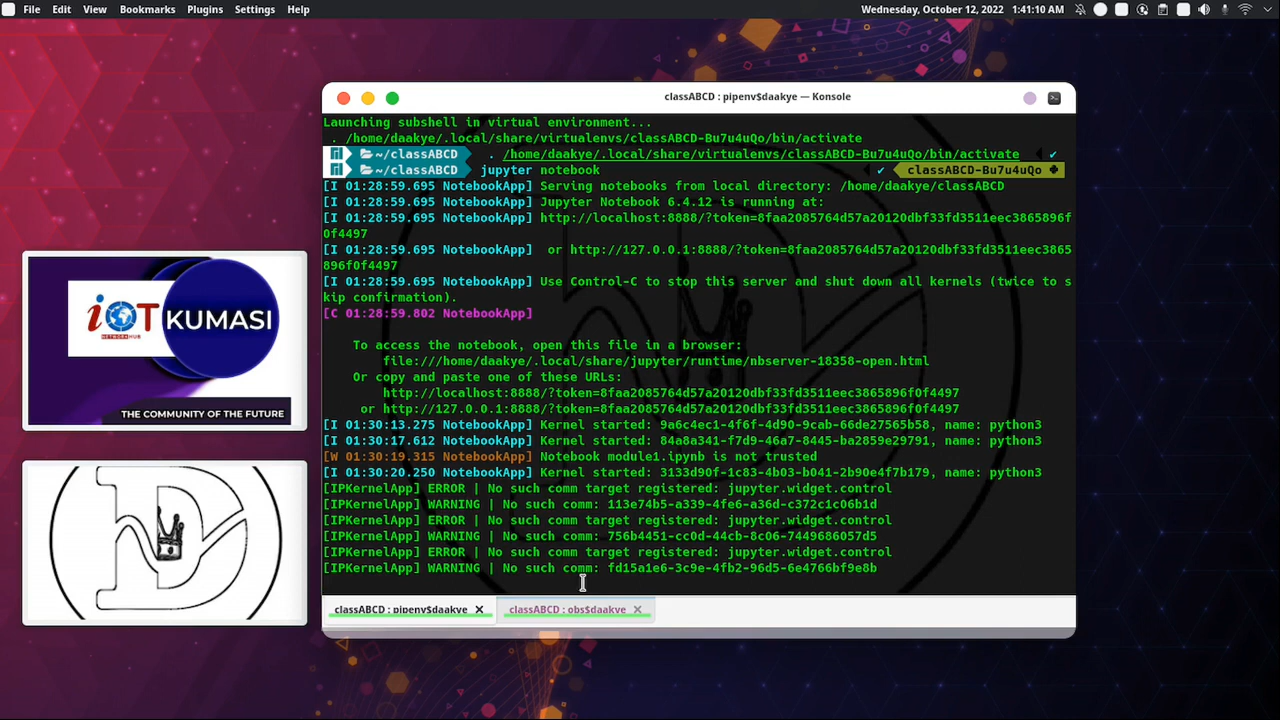 File Edit View Bookmarks Plugins Settings Help
Wednesday, October 12, 2022 1:41:10 AM
classABCD : pipenv$daakye — Konsole
Launching subshell in virtual environment...
. /home/daakye/.local/share/virtualenvs/classABCD-Bu7u4uQo/bin/activate
~/classABCD . /home/daakye/.local/share/virtualenvs/classABCD-Bu7u4uQo/bin/activate ✔
~/classABCD jupyter notebook ✔ classABCD-Bu7u4uQo
[I 01:28:59.695 NotebookApp] Serving notebooks from local directory: /home/daakye/classABCD
[I 01:28:59.695 NotebookApp] Jupyter Notebook 6.4.12 is running at:
[I 01:28:59.695 NotebookApp] http://localhost:8888/?token=8faa2085764d57a20120dbf33fd3511eec3865896f
0f4497
[I 01:28:59.695 NotebookApp]  or http://127.0.0.1:8888/?token=8faa2085764d57a20120dbf33fd3511eec3865
896f0f4497
[I 01:28:59.695 NotebookApp] Use Control-C to stop this server and shut down all kernels (twice to s
kip confirmation).
[C 01:28:59.802 NotebookApp]
To access the notebook, open this file in a browser:
file:///home/daakye/.local/share/jupyter/runtime/nbserver-18358-open.html
Or copy and paste one of these URLs:
http://localhost:8888/?token=8faa2085764d57a20120dbf33fd3511eec3865896f0f4497
or http://127.0.0.1:8888/?token=8faa2085764d57a20120dbf33fd3511eec3865896f0f4497
[I 01:30:13.275 NotebookApp] Kernel started: 9a6c4ec1-4f6f-4d90-9cab-66de27565b58, name: python3
[I 01:30:17.612 NotebookApp] Kernel started: 84a8a341-f7d9-46a7-8445-ba2859e29791, name: python3
[W 01:30:19.315 NotebookApp] Notebook module1.ipynb is not trusted
[I 01:30:20.250 NotebookApp] Kernel started: 3133d90f-1c83-4b03-b041-2b90e4f7b179, name: python3
[IPKernelApp] ERROR | No such comm target registered: jupyter.widget.control
[IPKernelApp] WARNING | No such comm: 113e74b5-a339-4fe6-a36d-c372c1c06b1d
[IPKernelApp] ERROR | No such comm target registered: jupyter.widget.control
[IPKernelApp] WARNING | No such comm: 756b4451-cc0d-44cb-8c06-7449686057d5
[IPKernelApp] ERROR | No such comm target registered: jupyter.widget.control
[IPKernelApp] WARNING | No such comm: fd15a1e6-3c9e-4fb2-96d5-6e4766bf9e8b
classABCD : pipenv$daakye
classABCD : obs$daakye
iOT KUMASI
NETWORK HUB
THE COMMUNITY OF THE FUTURE
D